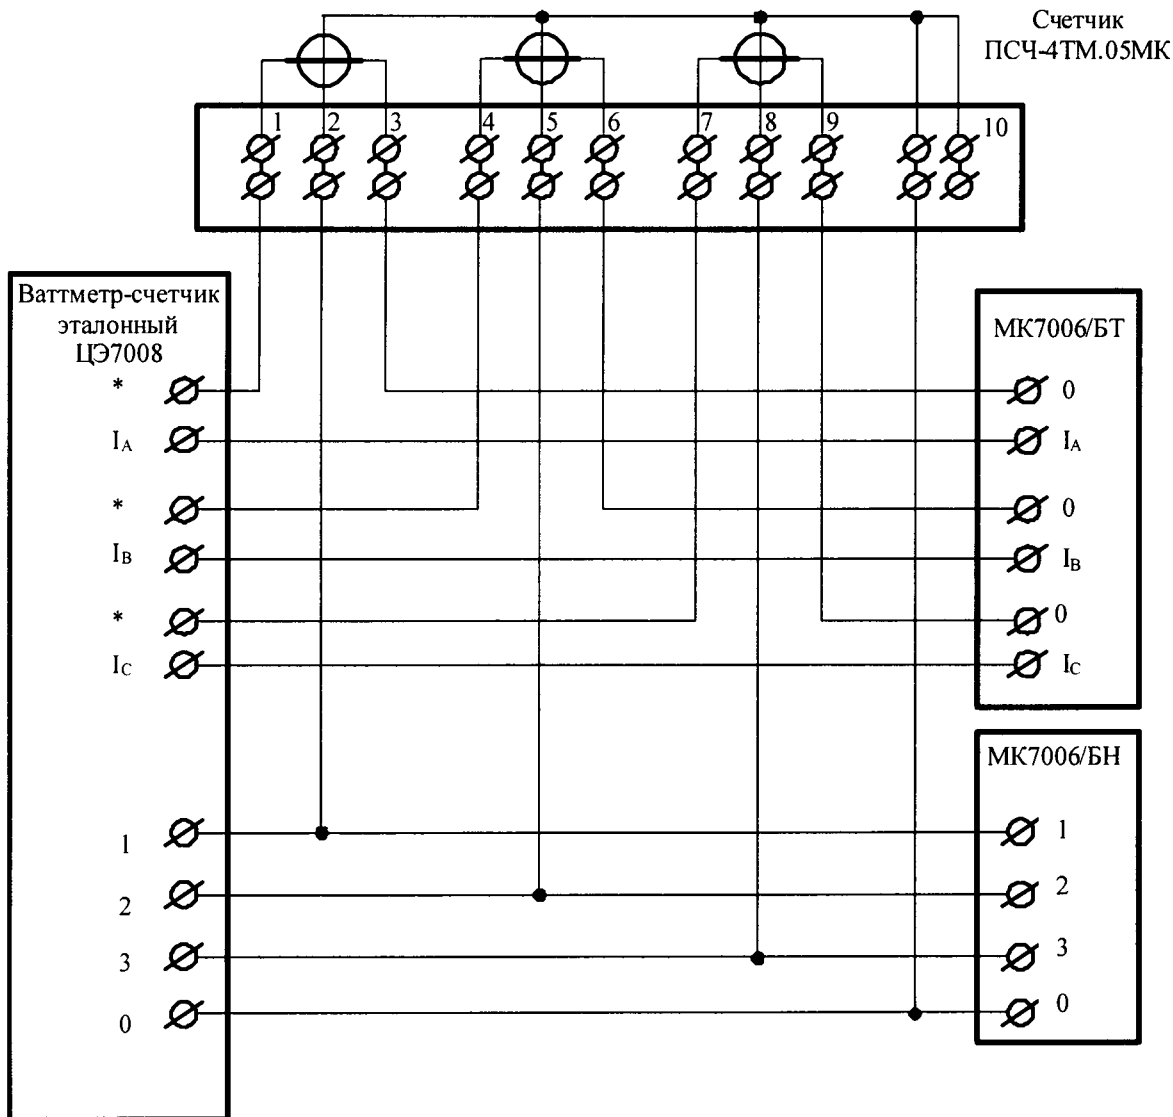 Счетчик
ПСЧ-4ТМ.05МК
1 2 3 4 5 6 7 8 9 10
Ваттметр-счетчик
эталонный
ЦЭ7008
*
IA
*
IB
*
IC
1
2
3
0
МК7006/БТ
0
IA
0
IB
0
IC
МК7006/БН
1
2
3
0